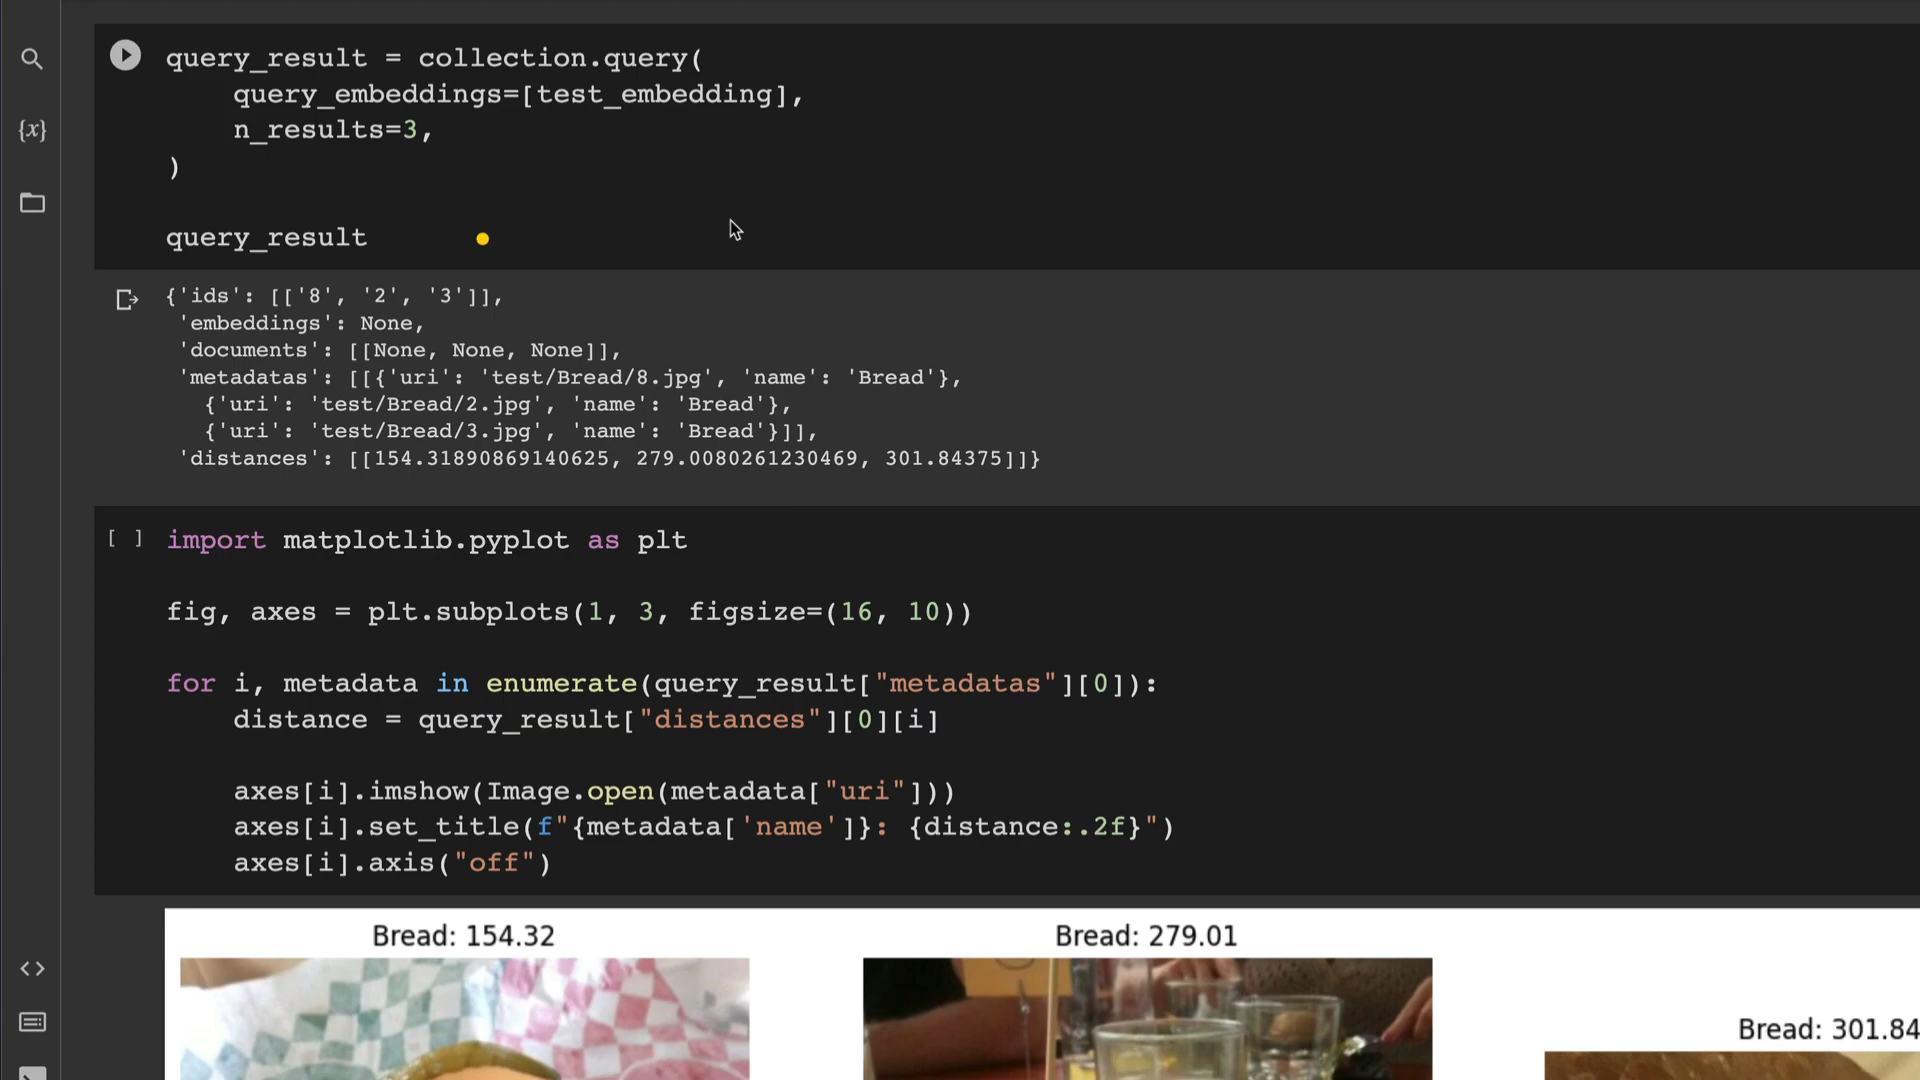 query_result = collection.query(
    query_embeddings=[test_embedding],
    n_results=3,
)
{x}
query_result
{'ids': [['8', '2', '3']],
 'embeddings': None,
 'documents': [[None, None, None]],
 'metadatas': [[{'uri': 'test/Bread/8.jpg', 'name': 'Bread'},
   {'uri': 'test/Bread/2.jpg', 'name': 'Bread'},
   {'uri': 'test/Bread/3.jpg', 'name': 'Bread'}]],
 'distances': [[154.31890869140625, 279.0080261230469, 301.84375]]}
[ ] import matplotlib.pyplot as plt
fig, axes = plt.subplots(1, 3, figsize=(16, 10))
for i, metadata in enumerate(query_result["metadatas"][0]):
    distance = query_result["distances"][0][i]
    axes[i].imshow(Image.open(metadata["uri"]))
    axes[i].set_title(f"{metadata['name']}: {distance:.2f}")
    axes[i].axis("off")
Bread: 154.32
Bread: 279.01
Bread: 301.84